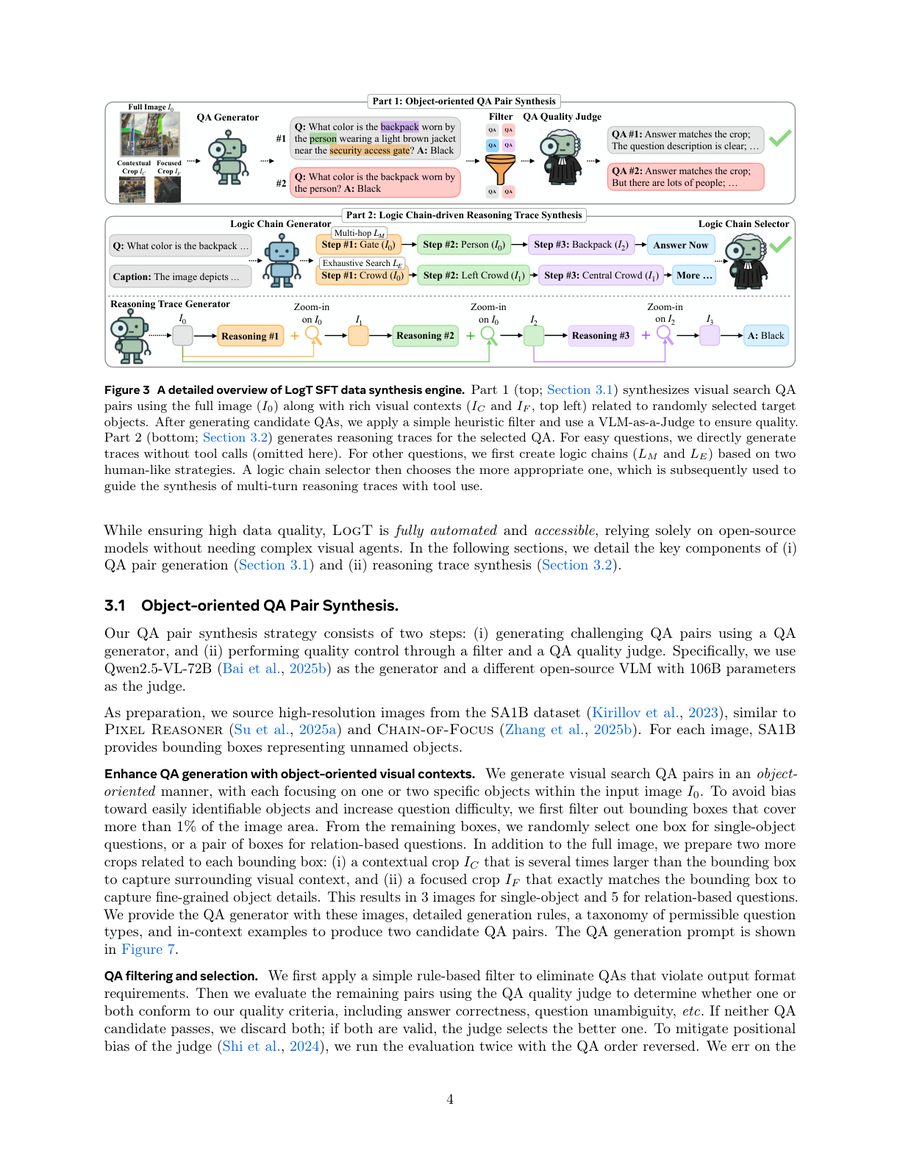 Part 1: Object-oriented QA Pair Synthesis
Full Image I0
QA Generator
Filter
QA Quality Judge
Contextual Crop IC
Focused Crop IF
#1
Q: What color is the backpack worn by
the person wearing a light brown jacket
near the security access gate? A: Black
#2
Q: What color is the backpack worn by
the person? A: Black
QA QA
QA QA
QA QA
QA #1: Answer matches the crop;
The question description is clear; …
QA #2: Answer matches the crop;
But there are lots of people; …
Part 2: Logic Chain-driven Reasoning Trace Synthesis
Logic Chain Generator
Logic Chain Selector
Q: What color is the backpack …
Caption: The image depicts …
Multi-hop LM
Step #1: Gate (I0)
Step #2: Person (I0)
Step #3: Backpack (I2)
Answer Now
Exhaustive Search LE
Step #1: Crowd (I0)
Step #2: Left Crowd (I1)
Step #3: Central Crowd (I1)
More …
Reasoning Trace Generator
I0
Reasoning #1
+
Zoom-in
on I0
I1
Reasoning #2
+
Zoom-in
on I0
I2
Reasoning #3
+
Zoom-in
on I2
I3
A: Black
Figure 3 A detailed overview of LogT SFT data synthesis engine. Part 1 (top; Section 3.1) synthesizes visual search QA
pairs using the full image (I0) along with rich visual contexts (IC and IF, top left) related to randomly selected target
objects. After generating candidate QAs, we apply a simple heuristic filter and use a VLM-as-a-Judge to ensure quality.
Part 2 (bottom; Section 3.2) generates reasoning traces for the selected QA. For easy questions, we directly generate
traces without tool calls (omitted here). For other questions, we first create logic chains (LM and LE) based on two
human-like strategies. A logic chain selector then chooses the more appropriate one, which is subsequently used to
guide the synthesis of multi-turn reasoning traces with tool use.
While ensuring high data quality, LogT is fully automated and accessible, relying solely on open-source
models without needing complex visual agents. In the following sections, we detail the key components of (i)
QA pair generation (Section 3.1) and (ii) reasoning trace synthesis (Section 3.2).
3.1 Object-oriented QA Pair Synthesis.
Our QA pair synthesis strategy consists of two steps: (i) generating challenging QA pairs using a QA
generator, and (ii) performing quality control through a filter and a QA quality judge. Specifically, we use
Qwen2.5-VL-72B (Bai et al., 2025b) as the generator and a different open-source VLM with 106B parameters
as the judge.
As preparation, we source high-resolution images from the SA1B dataset (Kirillov et al., 2023), similar to
Pixel Reasoner (Su et al., 2025a) and Chain-of-Focus (Zhang et al., 2025b). For each image, SA1B
provides bounding boxes representing unnamed objects.
Enhance QA generation with object-oriented visual contexts. We generate visual search QA pairs in an object-
oriented manner, with each focusing on one or two specific objects within the input image I0. To avoid bias
toward easily identifiable objects and increase question difficulty, we first filter out bounding boxes that cover
more than 1% of the image area. From the remaining boxes, we randomly select one box for single-object
questions, or a pair of boxes for relation-based questions. In addition to the full image, we prepare two more
crops related to each bounding box: (i) a contextual crop IC that is several times larger than the bounding box
to capture surrounding visual context, and (ii) a focused crop IF that exactly matches the bounding box to
capture fine-grained object details. This results in 3 images for single-object and 5 for relation-based questions.
We provide the QA generator with these images, detailed generation rules, a taxonomy of permissible question
types, and in-context examples to produce two candidate QA pairs. The QA generation prompt is shown
in Figure 7.
QA filtering and selection. We first apply a simple rule-based filter to eliminate QAs that violate output format
requirements. Then we evaluate the remaining pairs using the QA quality judge to determine whether one or
both conform to our quality criteria, including answer correctness, question unambiguity, etc. If neither QA
candidate passes, we discard both; if both are valid, the judge selects the better one. To mitigate positional
bias of the judge (Shi et al., 2024), we run the evaluation twice with the QA order reversed. We err on the
4